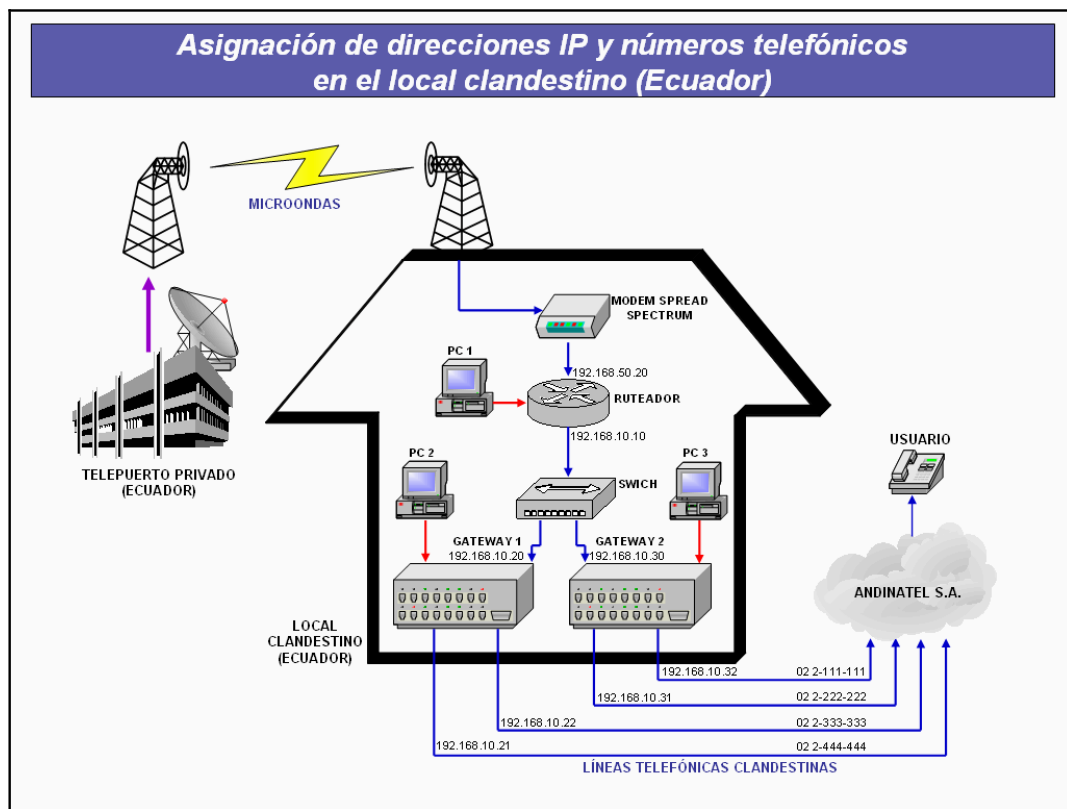 Asignación de direcciones IP y números telefónicos
en el local clandestino (Ecuador)
MICROONDAS
MODEM SPREAD
SPECTRUM
PC 1
192.168.50.20
RUTEADOR
192.168.10.10
TELEPUERTO PRIVADO
(ECUADOR)
PC 2
SWICH
PC 3
USUARIO
GATEWAY 1
192.168.10.20
GATEWAY 2
192.168.10.30
ANDINATEL S.A.
LOCAL
CLANDESTINO
(ECUADOR)
192.168.10.32
02 2-111-111
192.168.10.31
02 2-222-222
192.168.10.22
02 2-333-333
192.168.10.21
02 2-444-444
LÍNEAS TELEFÓNICAS CLANDESTINAS